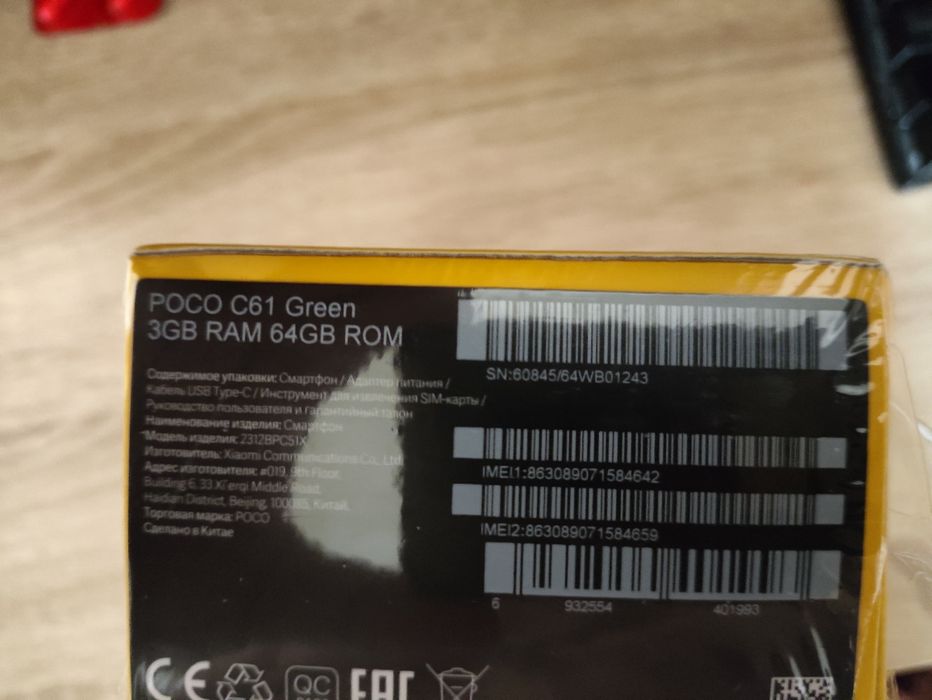 POCO C61 Green
3GB RAM 64GB ROM
Содержимое упаковки: Смартфон / Адаптер питания /
Кабель USB Type-C / Инструмент для извлечения SIM-карты /
Руководство пользователя и гарантийный талон
Наименование изделия: Смартфон
Модель изделия: 2312BPC51X
Изготовитель: Xiaomi Communications Co., Ltd.
Адрес изготовителя: #019, 9th Floor,
Building 6, 33 Xi'erqi Middle Road,
Haidian District, Beijing, 100085, Китай.
Торговая марка: POCO
Сделано в Китае
SN:60845/64WB01243
IMEI1:863089071584642
IMEI2:863089071584659
6 932554 401993
CE
QC
EAC